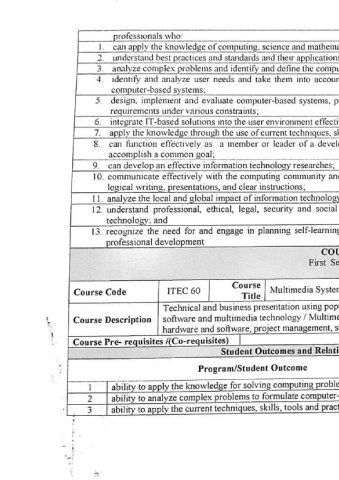 professionals who:
1. can apply the knowledge of computing, science and mathema
2. understand best practices and standards and their applications
3. analyze complex problems and identify and define the compu
4 identify and analyze user needs and take them into accoun
computer-based systems;
5. design, implement and evaluate computer-based systems, p
requirements under various constraints;
6. integrate IT-based solutions into the user environment effecti
7. apply the knowledge through the use of current techniques, sk
8. can function effectively as a member or leader of a devel
accomplish a common goal;
9. can develop an effective information technology researches;
10. communicate effectively with the computing community an
logical writing, presentations, and clear instructions;
11. analyze the local and global impact of information technology
12. understand professional, ethical, legal, security and social
technology; and
13. recognize the need for and engage in planning self-learning
professional development
COU
First Se
Course Code ITEC 60 Course Title Multimedia System
Course Description Technical and business presentation using pop
software and multimedia technology / Multime
hardware and software, project management, s
Course Pre- requisites /(Co-requisites)
Student Outcomes and Relati
Program/Student Outcome
1 ability to apply the knowledge for solving computing proble
2 ability to analyze complex problems to formulate computer-
3 ability to apply the current techniques, skills, tools and pract